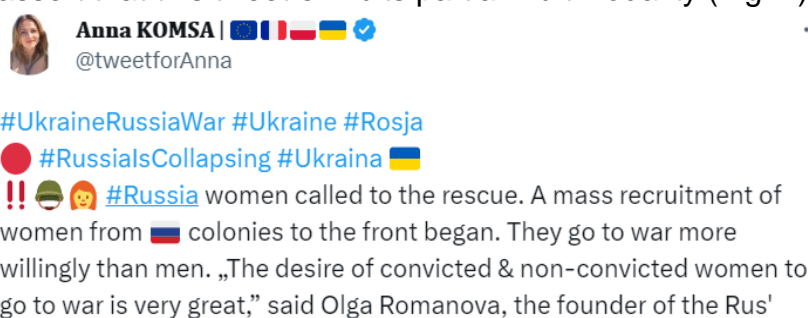 Anna KOMSA | 🇪🇺🇫🇷🇵🇱🇺🇦
@tweetforAnna
#UkraineRussiaWar #Ukraine #Rosja
🔴 #RussiaIsCollapsing #Ukraina 🇺🇦
‼️🪖👩‍🦰 #Russia women called to the rescue. A mass recruitment of
women from 🇷🇺 colonies to the front began. They go to war more
willingly than men. „The desire of convicted & non-convicted women to
go to war is very great,” said Olga Romanova, the founder of the Rus'